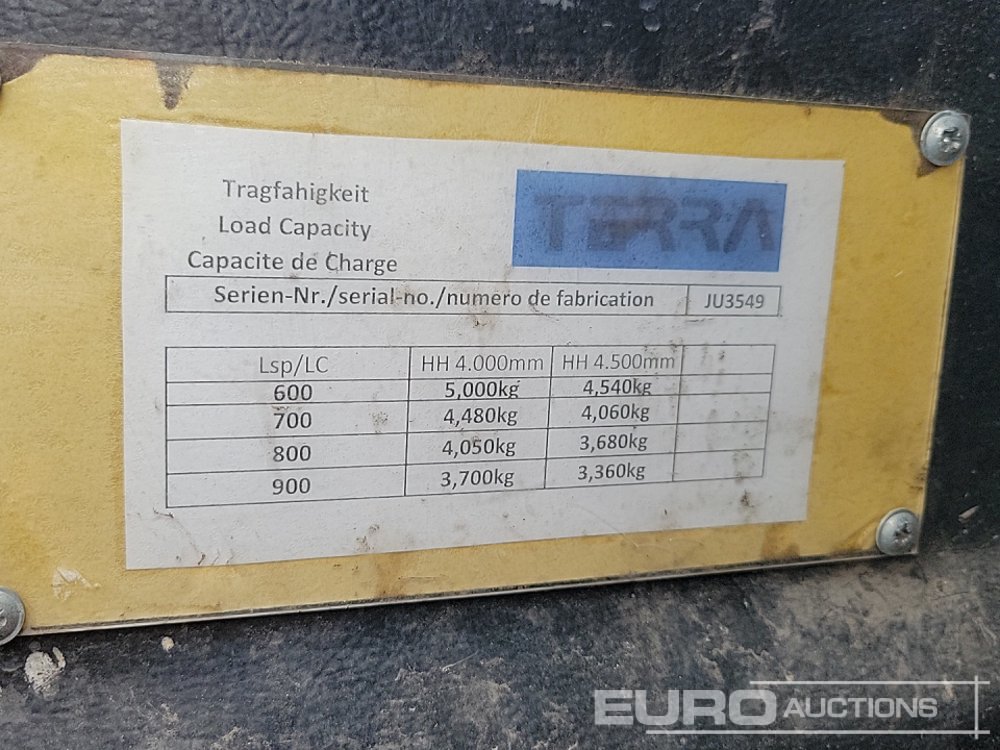 Tragfahigkeit
Load Capacity
Capacite de Charge
TERRA
Serien-Nr./serial-no./numero de fabrication JU3549
Lsp/LC HH 4.000mm HH 4.500mm
600 5,000kg 4,540kg
700 4,480kg 4,060kg
800 4,050kg 3,680kg
900 3,700kg 3,360kg
EURO AUCTIONS